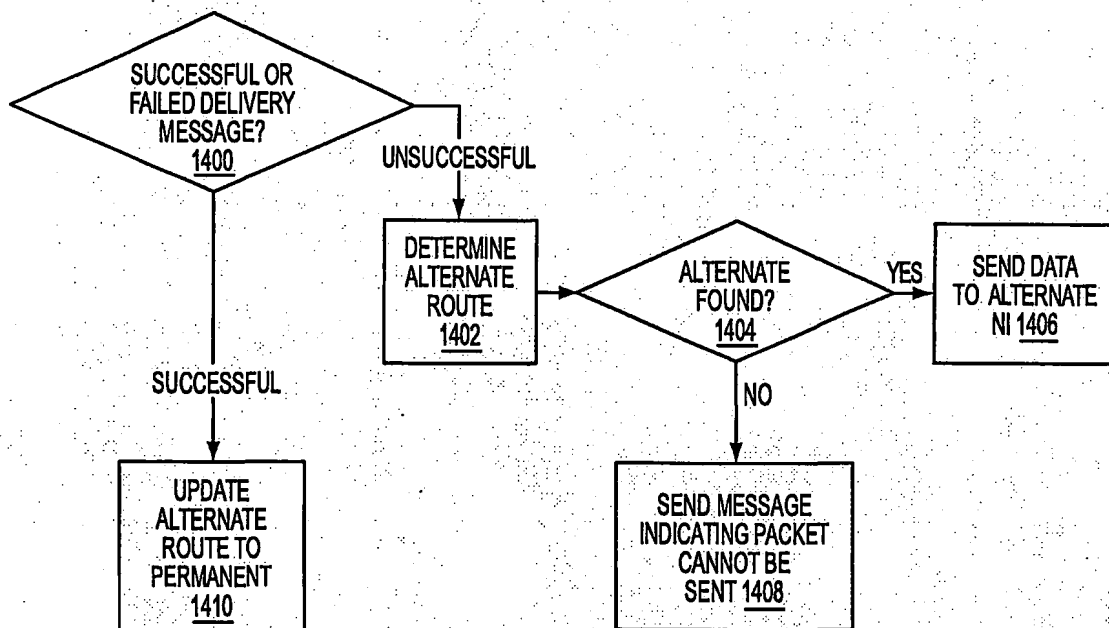 SUCCESSFUL OR
FAILED DELIVERY
MESSAGE?
1400
UNSUCCESSFUL
DETERMINE
ALTERNATE
ROUTE
1402
ALTERNATE
FOUND?
1404
YES
SEND DATA
TO ALTERNATE
NI 1406
SUCCESSFUL
NO
UPDATE
ALTERNATE
ROUTE TO
PERMANENT
1410
SEND MESSAGE
INDICATING PACKET
CANNOT BE
SENT 1408